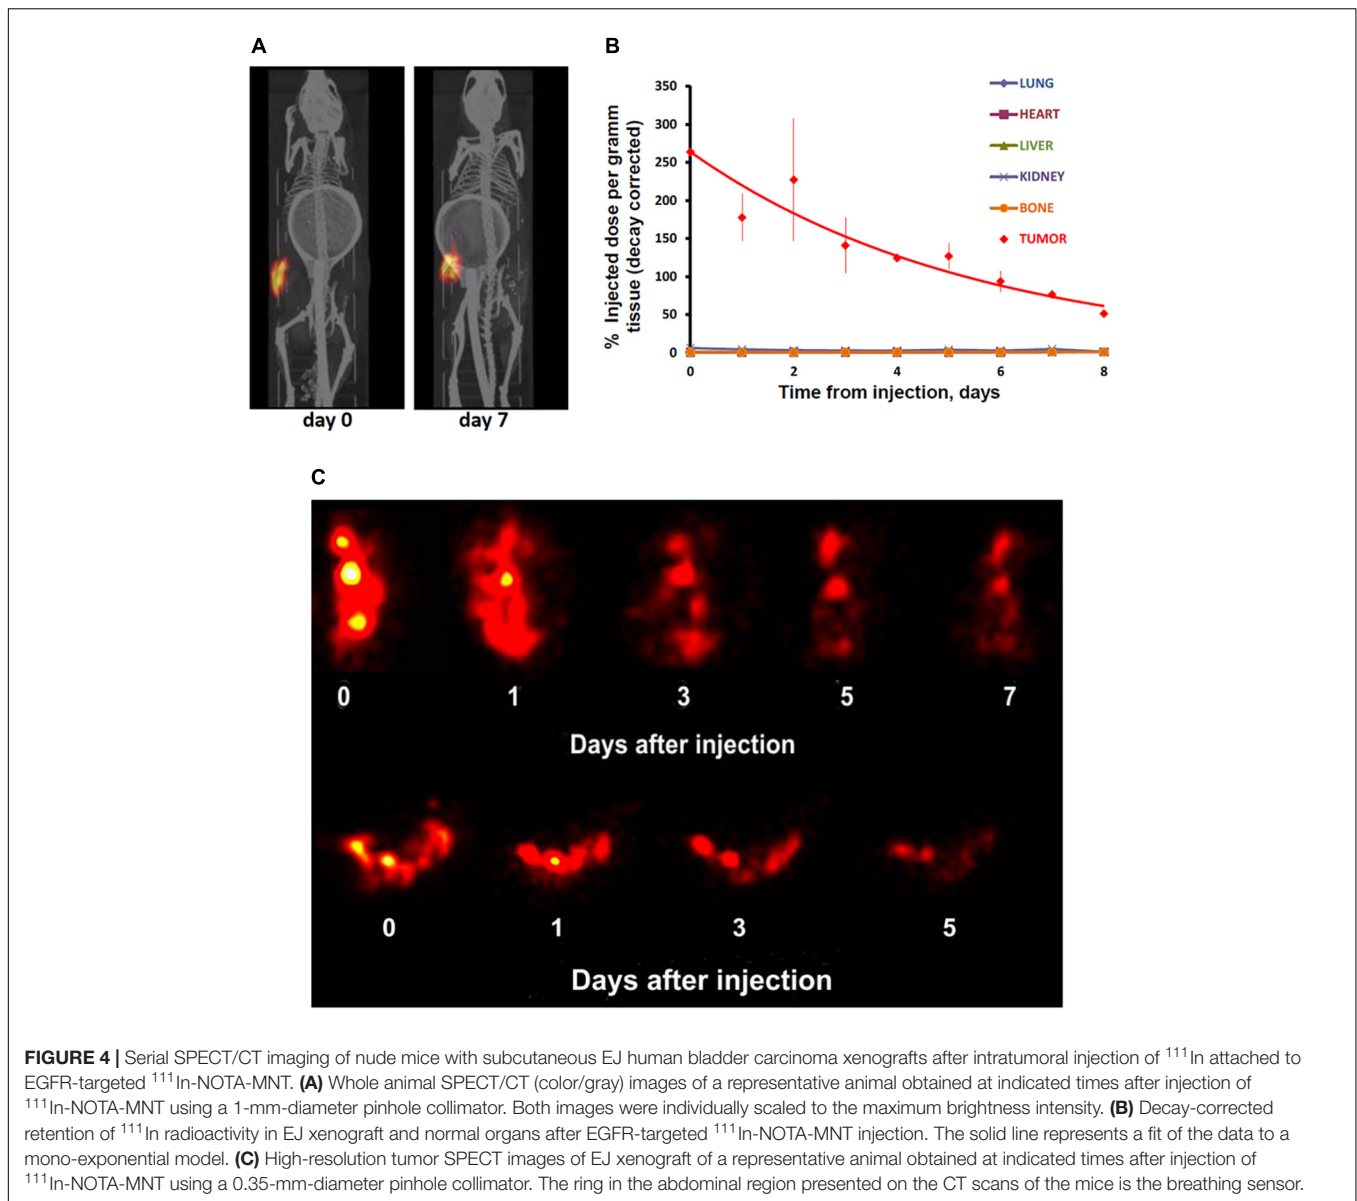 A
day 0
day 7
B
% Injected dose per gramm
tissue (decay corrected)
350
300
250
200
150
100
50
0
0
2
4
6
8
Time from injection, days
LUNG
HEART
LIVER
KIDNEY
BONE
TUMOR
C
0
1
3
5
7
Days after injection
0
1
3
5
Days after injection
FIGURE 4 | Serial SPECT/CT imaging of nude mice with subcutaneous EJ human bladder carcinoma xenografts after intratumoral injection of ¹¹¹In attached to
EGFR-targeted ¹¹¹In-NOTA-MNT. (A) Whole animal SPECT/CT (color/gray) images of a representative animal obtained at indicated times after injection of
¹¹¹In-NOTA-MNT using a 1-mm-diameter pinhole collimator. Both images were individually scaled to the maximum brightness intensity. (B) Decay-corrected
retention of ¹¹¹In radioactivity in EJ xenograft and normal organs after EGFR-targeted ¹¹¹In-NOTA-MNT injection. The solid line represents a fit of the data to a
mono-exponential model. (C) High-resolution tumor SPECT images of EJ xenograft of a representative animal obtained at indicated times after injection of
¹¹¹In-NOTA-MNT using a 0.35-mm-diameter pinhole collimator. The ring in the abdominal region presented on the CT scans of the mice is the breathing sensor.